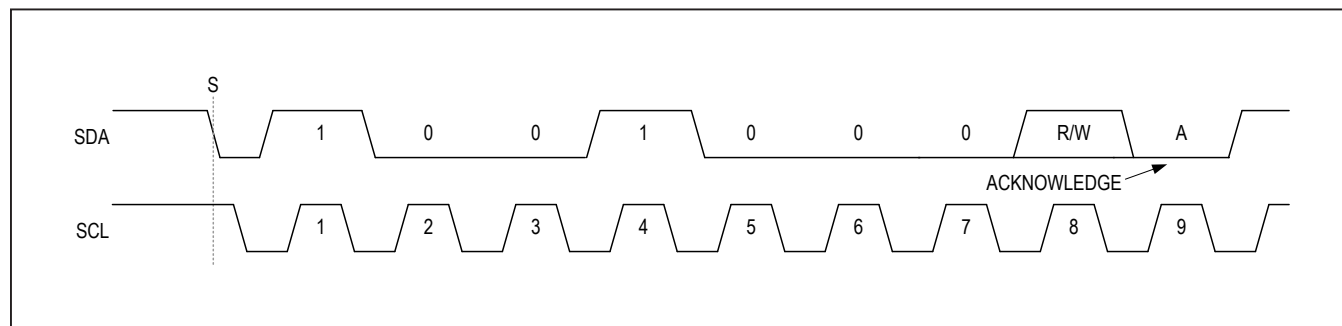 S
SDA 1 0 0 1 0 0 0 R/W A
ACKNOWLEDGE
SCL 1 2 3 4 5 6 7 8 9